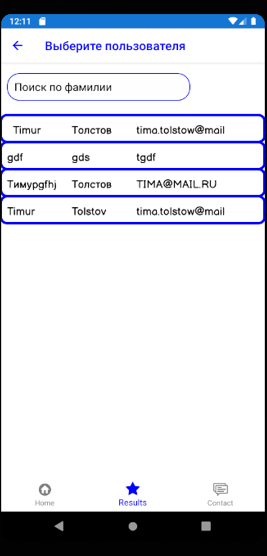 12:11
Выберите пользователя
Поиск по фамилии
Timur Толстов tima.tolstow@mail
gdf gds tgdf
Тимурgfhj Толстов TIMA@MAIL.RU
Timur Tolstov tima.tolstow@mail
Home Results Contact